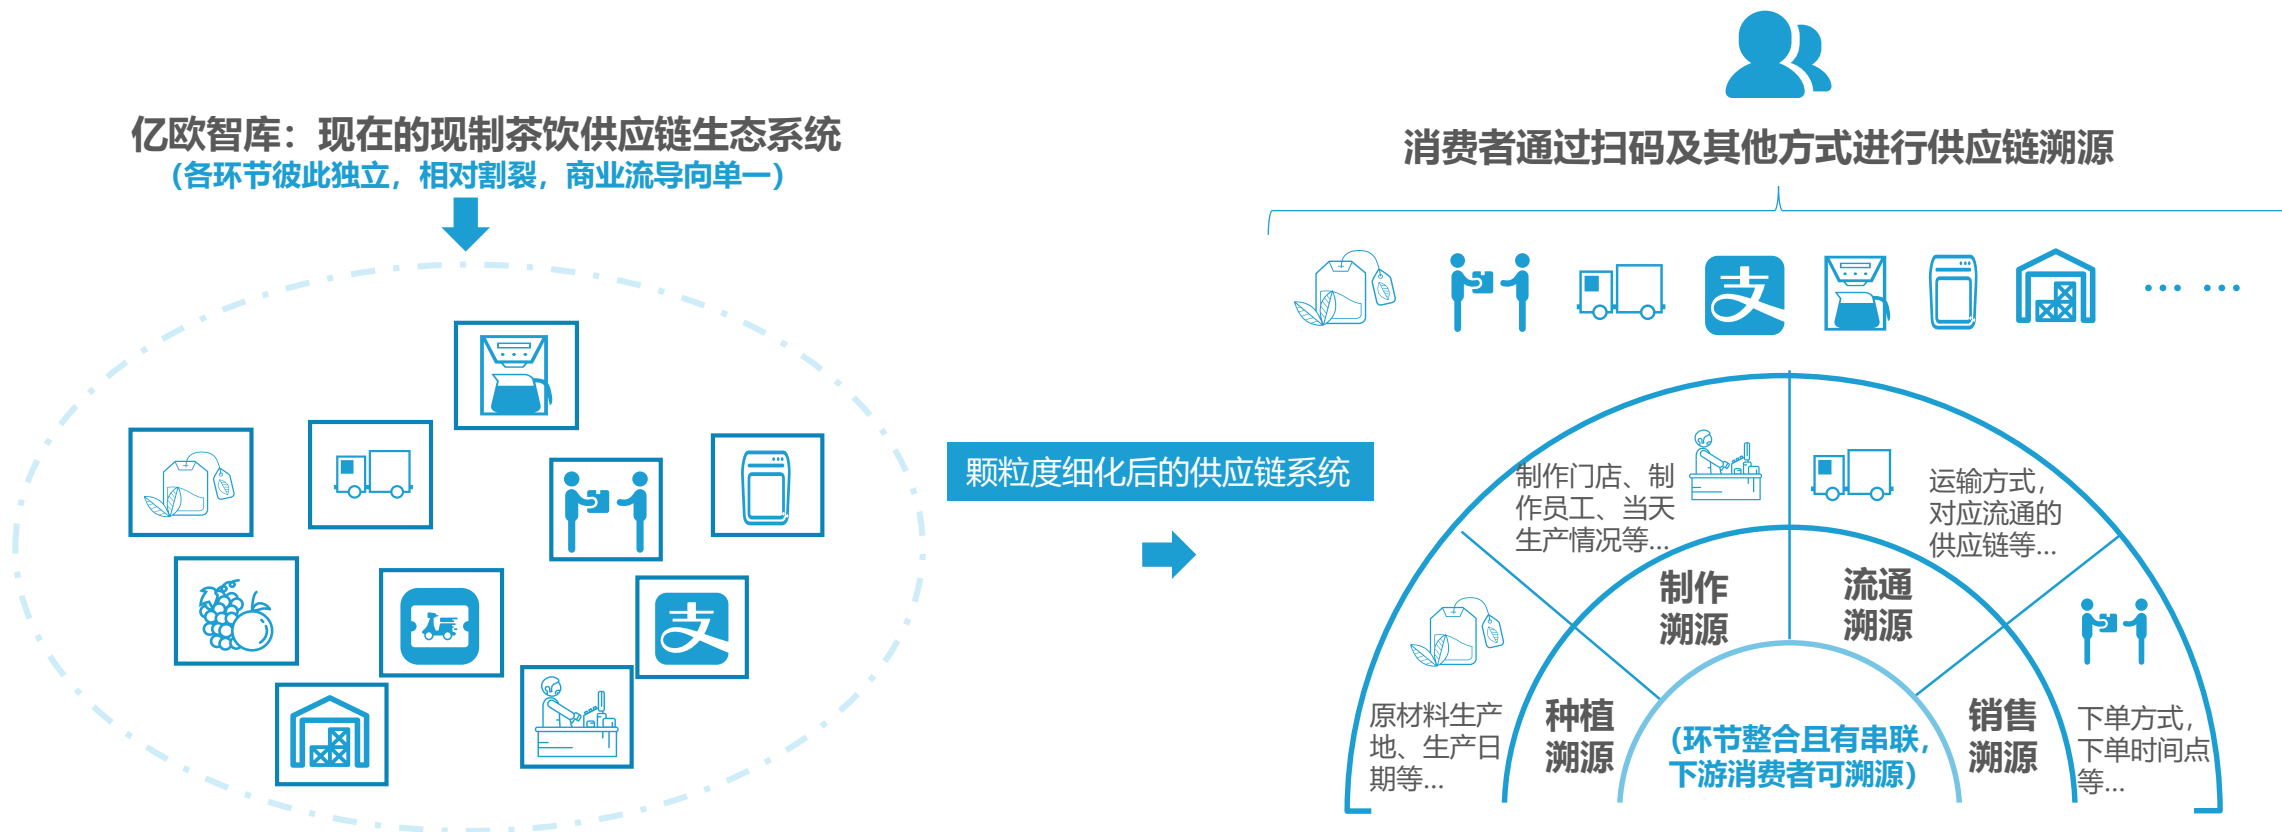 亿欧智库：现在的现制茶饮供应链生态系统
（各环节彼此独立，相对割裂，商业流导向单一）
颗粒度细化后的供应链系统
消费者通过扫码及其他方式进行供应链溯源
支
…  …
支
制作门店、制
作员工、当天
生产情况等…
运输方式，
对应流通的
供应链等…
制作
溯源
流通
溯源
原材料生产
地、生产日
期等…
种植
溯源
（环节整合且有串联，
下游消费者可溯源）
销售
溯源
下单方式，
下单时间点
等…